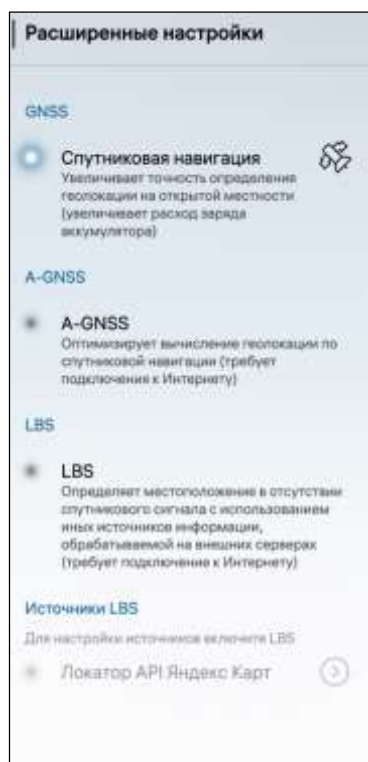 Расширенные настройки
GNSS
Спутниковая навигация
Увеличивает точность определения
геолокации на открытой местности
(увеличивает расход заряда
аккумулятора)
A-GNSS
A-GNSS
Оптимизирует вычисление геолокации по
спутниковой навигации (требует
подключения к Интернету)
LBS
LBS
Определяет местоположение в отсутствии
спутникового сигнала с использованием
иных источников информации,
обрабатываемой на внешних серверах
(требует подключение к Интернету)
Источники LBS
Для настройки источников включите LBS
Локатор API Яндекс Карт